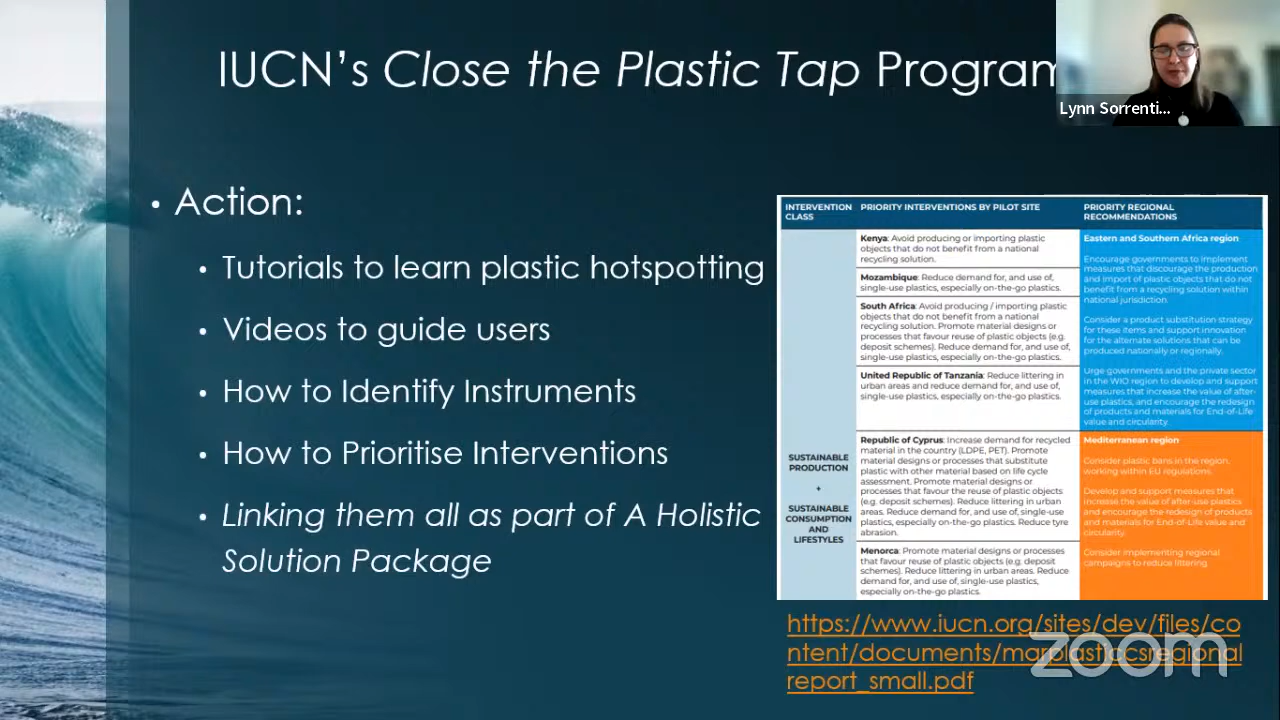 IUCN's Close the Plastic Tap Program
Lynn Sorrenti...
• Action:
• Tutorials to learn plastic hotspotting
• Videos to guide users
• How to Identify Instruments
• How to Prioritise Interventions
• Linking them all as part of A Holistic
Solution Package
INTERVENTION
CLASS
PRIORITY INTERVENTIONS BY PILOT SITE
PRIORITY REGIONAL
RECOMMENDATIONS
SUSTAINABLE
PRODUCTION
+
SUSTAINABLE
CONSUMPTION
AND
LIFESTYLES
Kenya: Avoid producing or importing plastic
objects that do not benefit from a national
recycling solution.
Mozambique: Reduce demand for, and use of,
single-use plastics, especially on-the-go plastics.
South Africa: Avoid producing / importing plastic
objects that do not benefit from a national
recycling solution. Promote material designs or
processes that favour reuse of plastic objects (e.g.
deposit schemes). Reduce demand for, and use of,
single-use plastics, especially on-the-go plastics.
United Republic of Tanzania: Reduce littering in
urban areas and reduce demand for, and use of,
single-use plastics, especially on-the-go plastics.
Eastern and Southern Africa region
Encourage governments to implement
measures that discourage the production
and import of plastic objects that do not
benefit from a recycling solution within
national jurisdiction.
Consider a product substitution strategy
for these items and support innovation
for the alternate solutions that can be
produced nationally or regionally.
Urge governments and the private sector
in the WIO region to develop and support
measures that increase the value of after-
use plastics, and encourage the redesign
of products and materials for End-of-Life
value and circularity.
Republic of Cyprus: Increase demand for recycled
material in the country (LDPE, PET). Promote
material designs or processes that substitute
plastic with other material based on life cycle
assessment. Promote material designs or
processes that favour the reuse of plastic objects
(e.g. deposit schemes). Reduce littering in urban
areas. Reduce demand for, and use of, single-use
plastics, especially on-the-go plastics. Reduce tyre
abrasion.
Menorca: Promote material designs or processes
that favour reuse of plastic objects (e.g. deposit
schemes). Reduce littering in urban areas. Reduce
demand for, and use of, single-use plastics,
especially on-the-go plastics.
Mediterranean region
Consider plastic bans in the region,
working within EU regulations.
Develop and support measures that
increase the value of after-use plastics
and encourage the redesign of products
and materials for End-of-Life value and
circularity.
Consider implementing regional
campaigns to reduce littering.
https://www.iucn.org/sites/dev/files/co
ntent/documents/marplasticcsregional
report_small.pdf
zoom